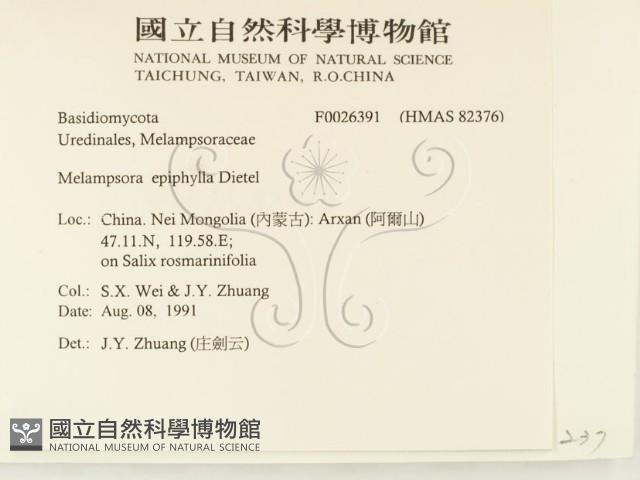 國立自然科學博物館
NATIONAL MUSEUM OF NATURAL SCIENCE
TAICHUNG, TAIWAN, R.O.CHINA
Basidiomycota F0026391 (HMAS 82376)
Uredinales, Melampsoraceae
Melampsora epiphylla Dietel
Loc.: China. Nei Mongolia (內蒙古): Arxan (阿爾山)
47.11.N, 119.58.E;
on Salix rosmarinifolia
Col.: S.X. Wei & J.Y. Zhuang
Date: Aug. 08, 1991
Det.: J.Y. Zhuang (庄劍云)
國立自然科學博物館
NATIONAL MUSEUM OF NATURAL SCIENCE
237